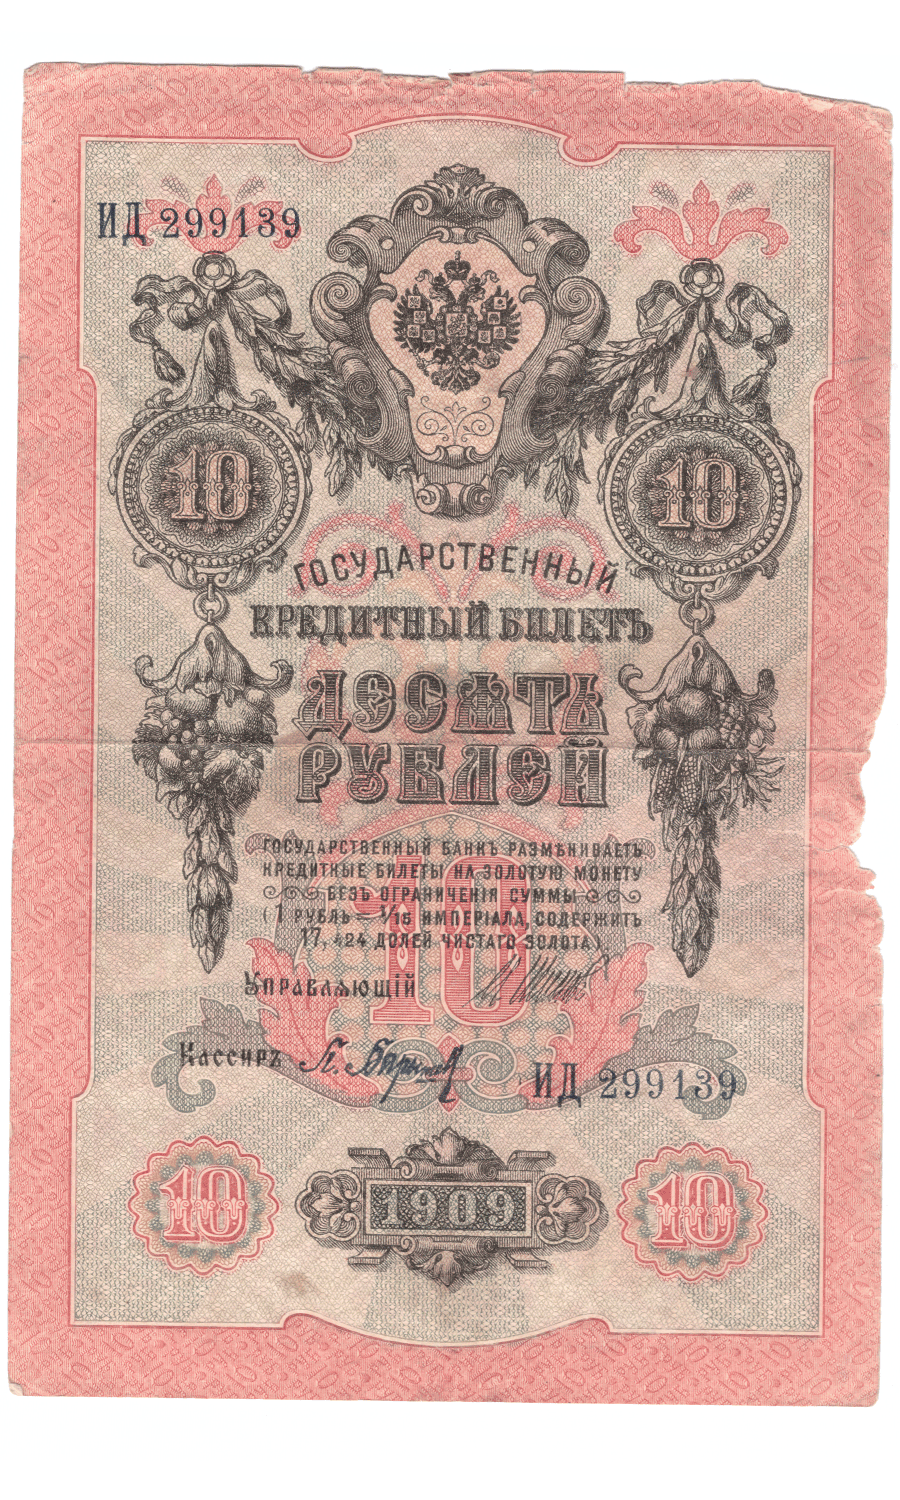 ИД 299139
10 10
ГОСУДАРСТВЕННЫЙ
КРЕДИТНЫЙ БИЛЕТЪ
ДЕСЯТЬ
РУБЛЕЙ
ГОСУДАРСТВЕННЫЙ БАНКЪ РАЗМѢНИВАЕТЪ
КРЕДИТНЫЕ БИЛЕТЫ НА ЗОЛОТУЮ МОНЕТУ
БЕЗЪ ОГРАНИЧЕНІЯ СУММЫ
(1 РУБЛЬ = 1/15 ИМПЕРІАЛА, СОДЕРЖИТЪ
17,424 ДОЛЕЙ ЧИСТАГО ЗОЛОТА)
10
УПРАВЛЯЮЩІЙ
КАССИРЪ
ИД 299139
10 1909 10